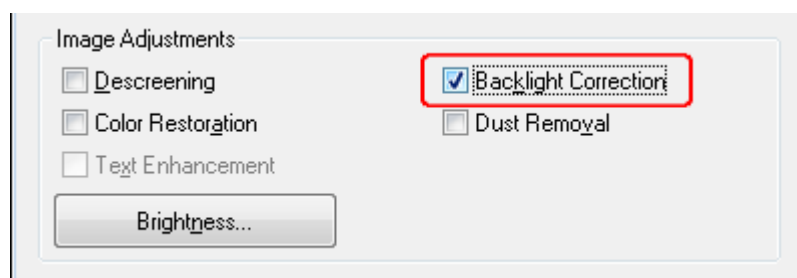 Image Adjustments
Descreening
Backlight Correction
Color Restoration
Dust Removal
Text Enhancement
Brightness...